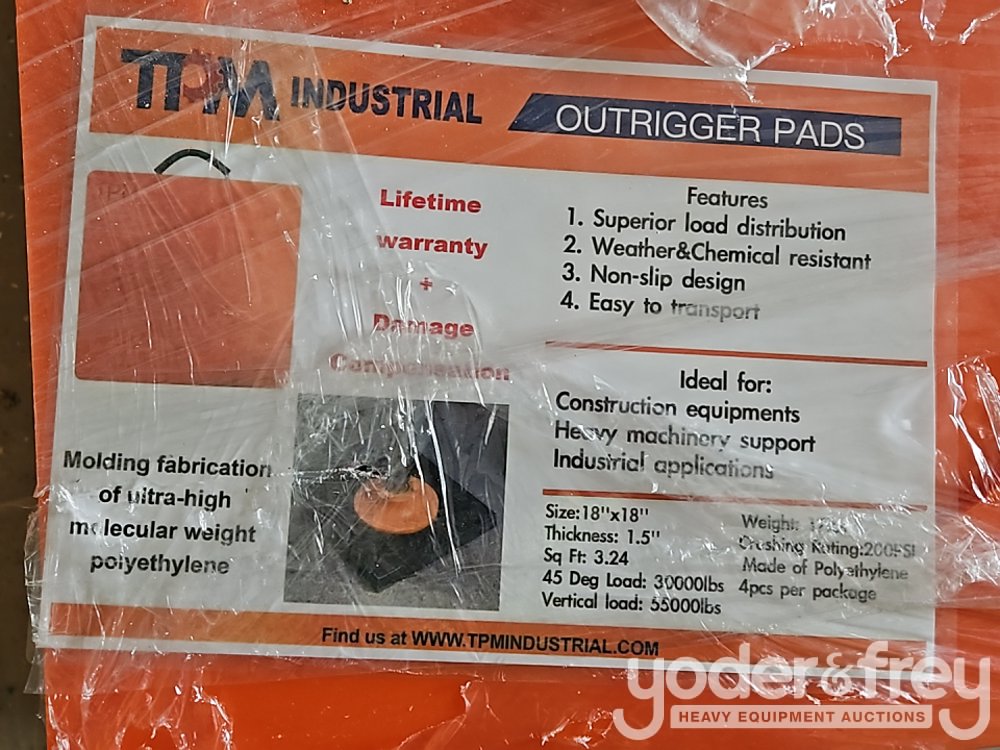 TPM INDUSTRIAL
OUTRIGGER PADS
TPM
Lifetime
warranty
+
Damage
Compensation
Molding fabrication
of ultra-high
molecular weight
polyethylene
Features
1. Superior load distribution
2. Weather&Chemical resistant
3. Non-slip design
4. Easy to transport
Ideal for:
Construction equipments
Heavy machinery support
Industrial applications
Size:18"x18"
Thickness: 1.5"
Sq Ft: 3.24
45 Deg Load: 30000lbs
Vertical load: 55000lbs
Weight:
Crushing Rating:200PSI
Made of Polyethylene
4pcs per package
Find us at WWW.TPMINDUSTRIAL.COM
yoder&frey
HEAVY EQUIPMENT AUCTIONS